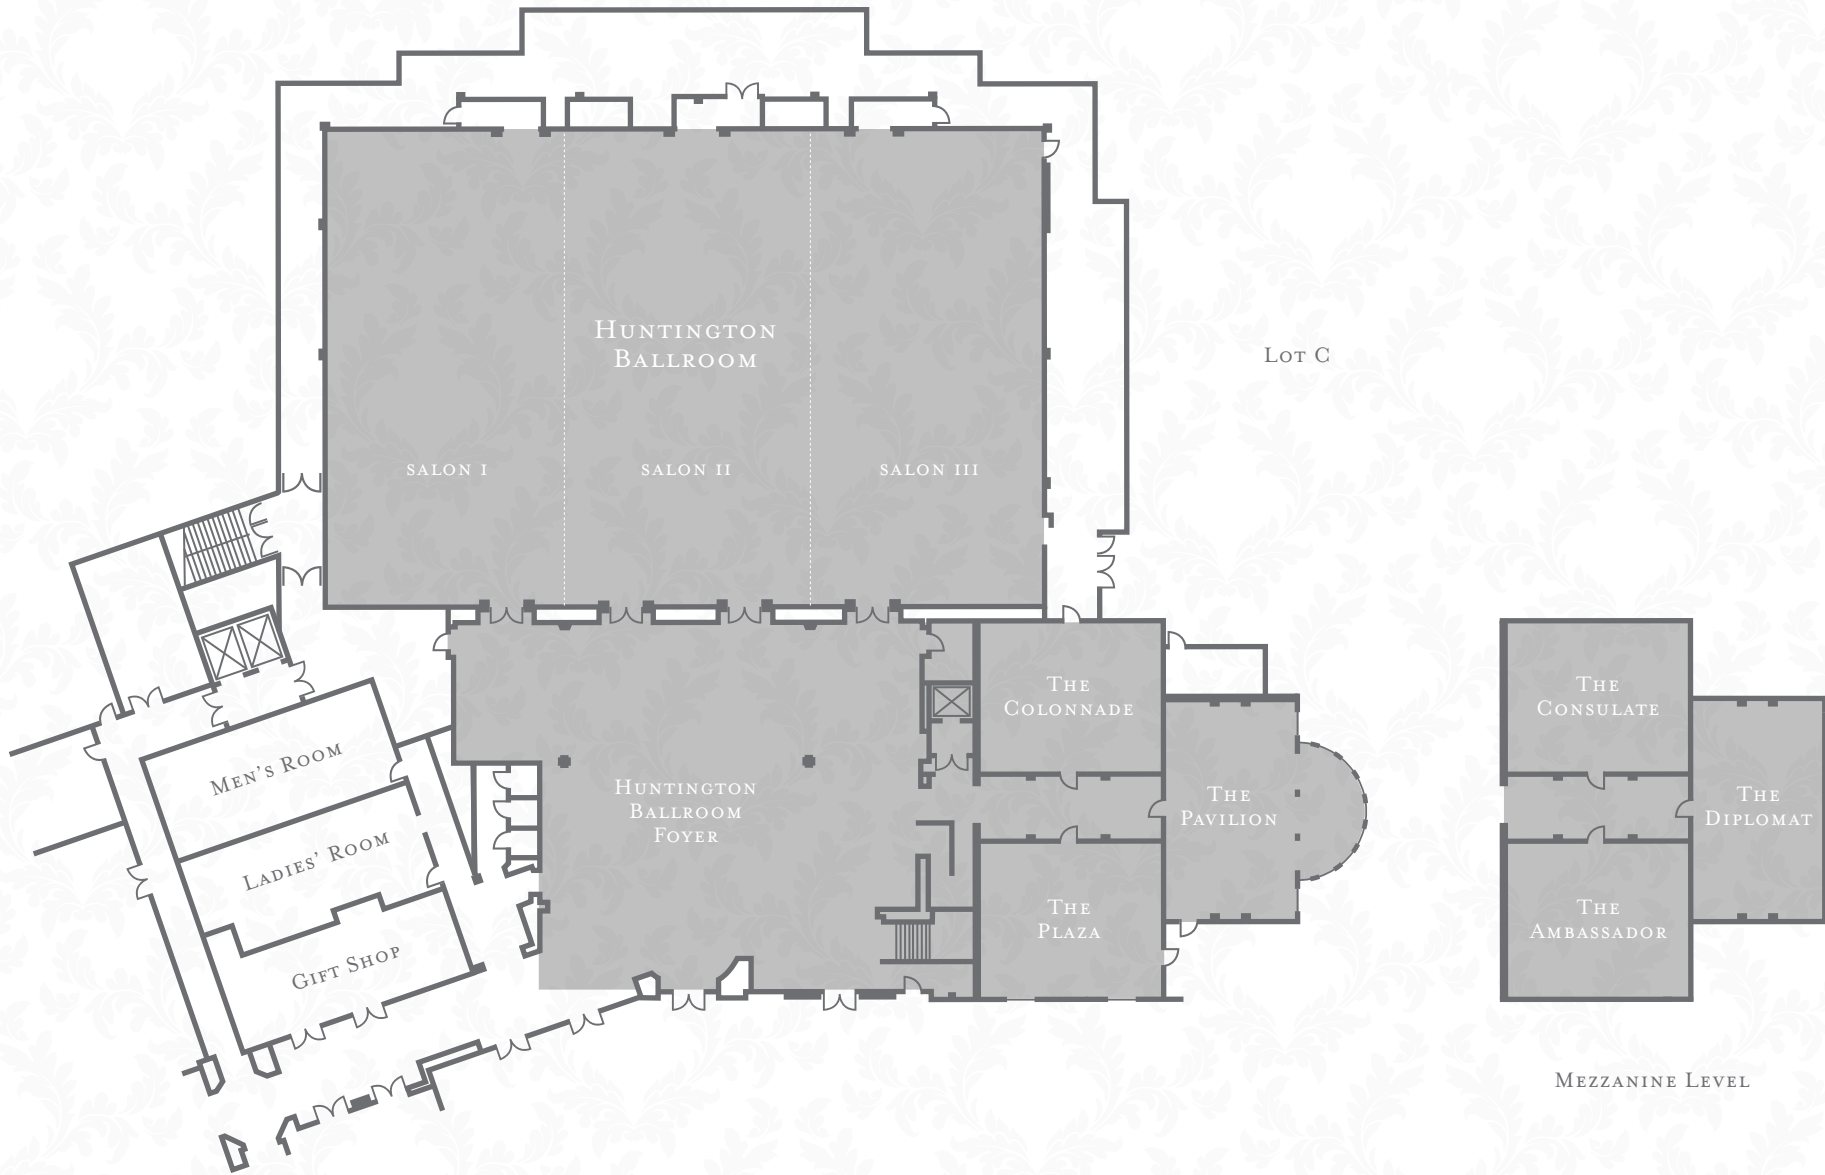 Huntington
Ballroom
Lot C
salon I
salon II
salon III
The
Colonnade
The
Consulate
Men's Room
Huntington
Ballroom
Foyer
The
Pavilion
The
Diplomat
Ladies' Room
The
Plaza
The
Ambassador
Gift Shop
Mezzanine Level